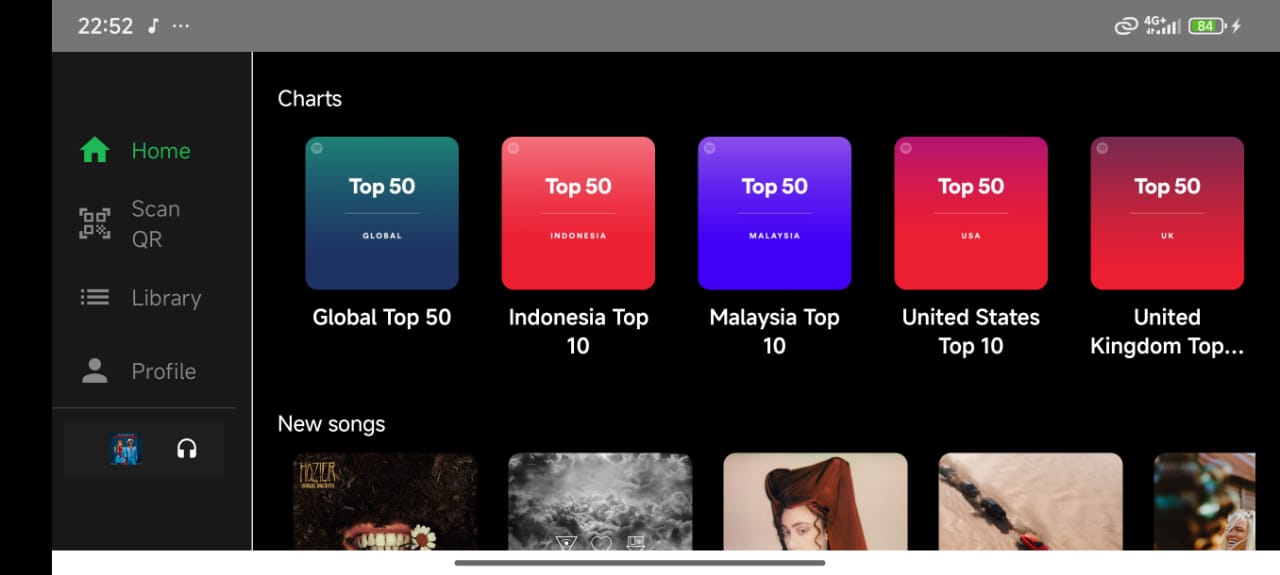 22:52
4G+
84
Home
Scan
QR
Library
Profile
Charts
Top 50
GLOBAL
Top 50
INDONESIA
Top 50
MALAYSIA
Top 50
USA
Top 50
UK
Global Top 50
Indonesia Top
10
Malaysia Top
10
United States
Top 10
United
Kingdom Top...
New songs
HOZIER